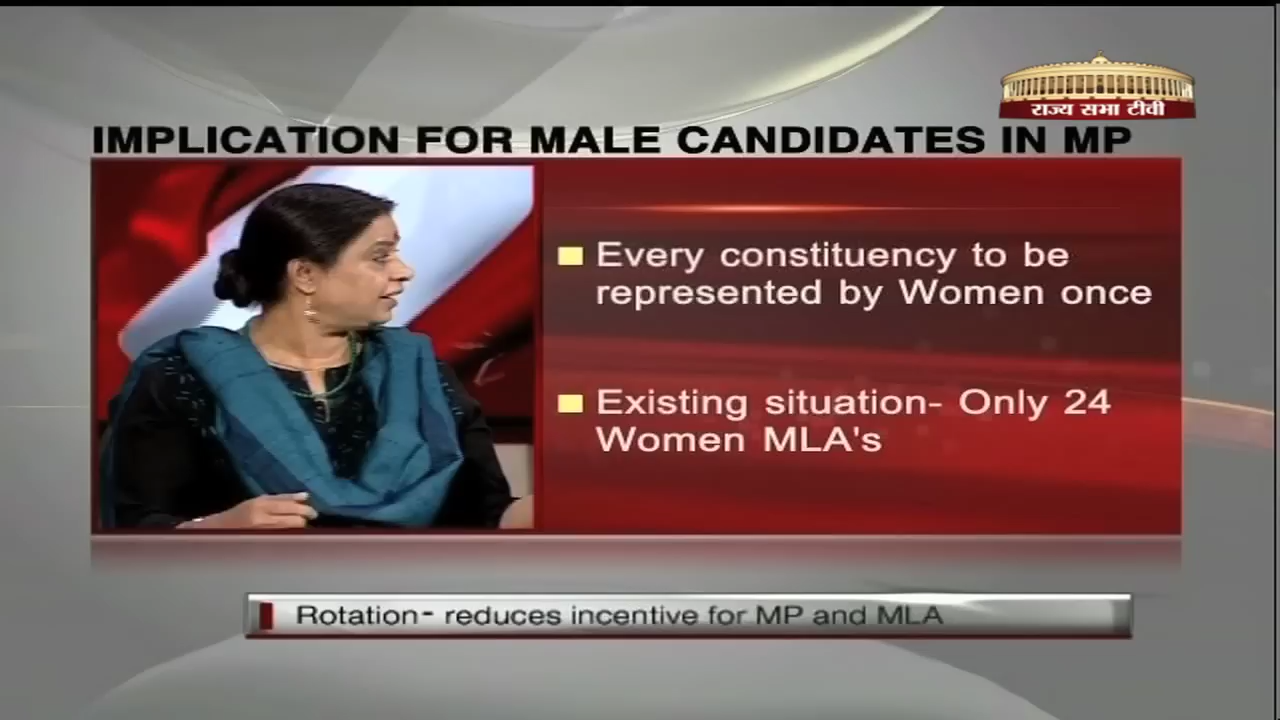 राज्य सभा टीवी
IMPLICATION FOR MALE CANDIDATES IN MP
Every constituency to be
represented by Women once
Existing situation- Only 24
Women MLA's
Rotation- reduces incentive for MP and MLA